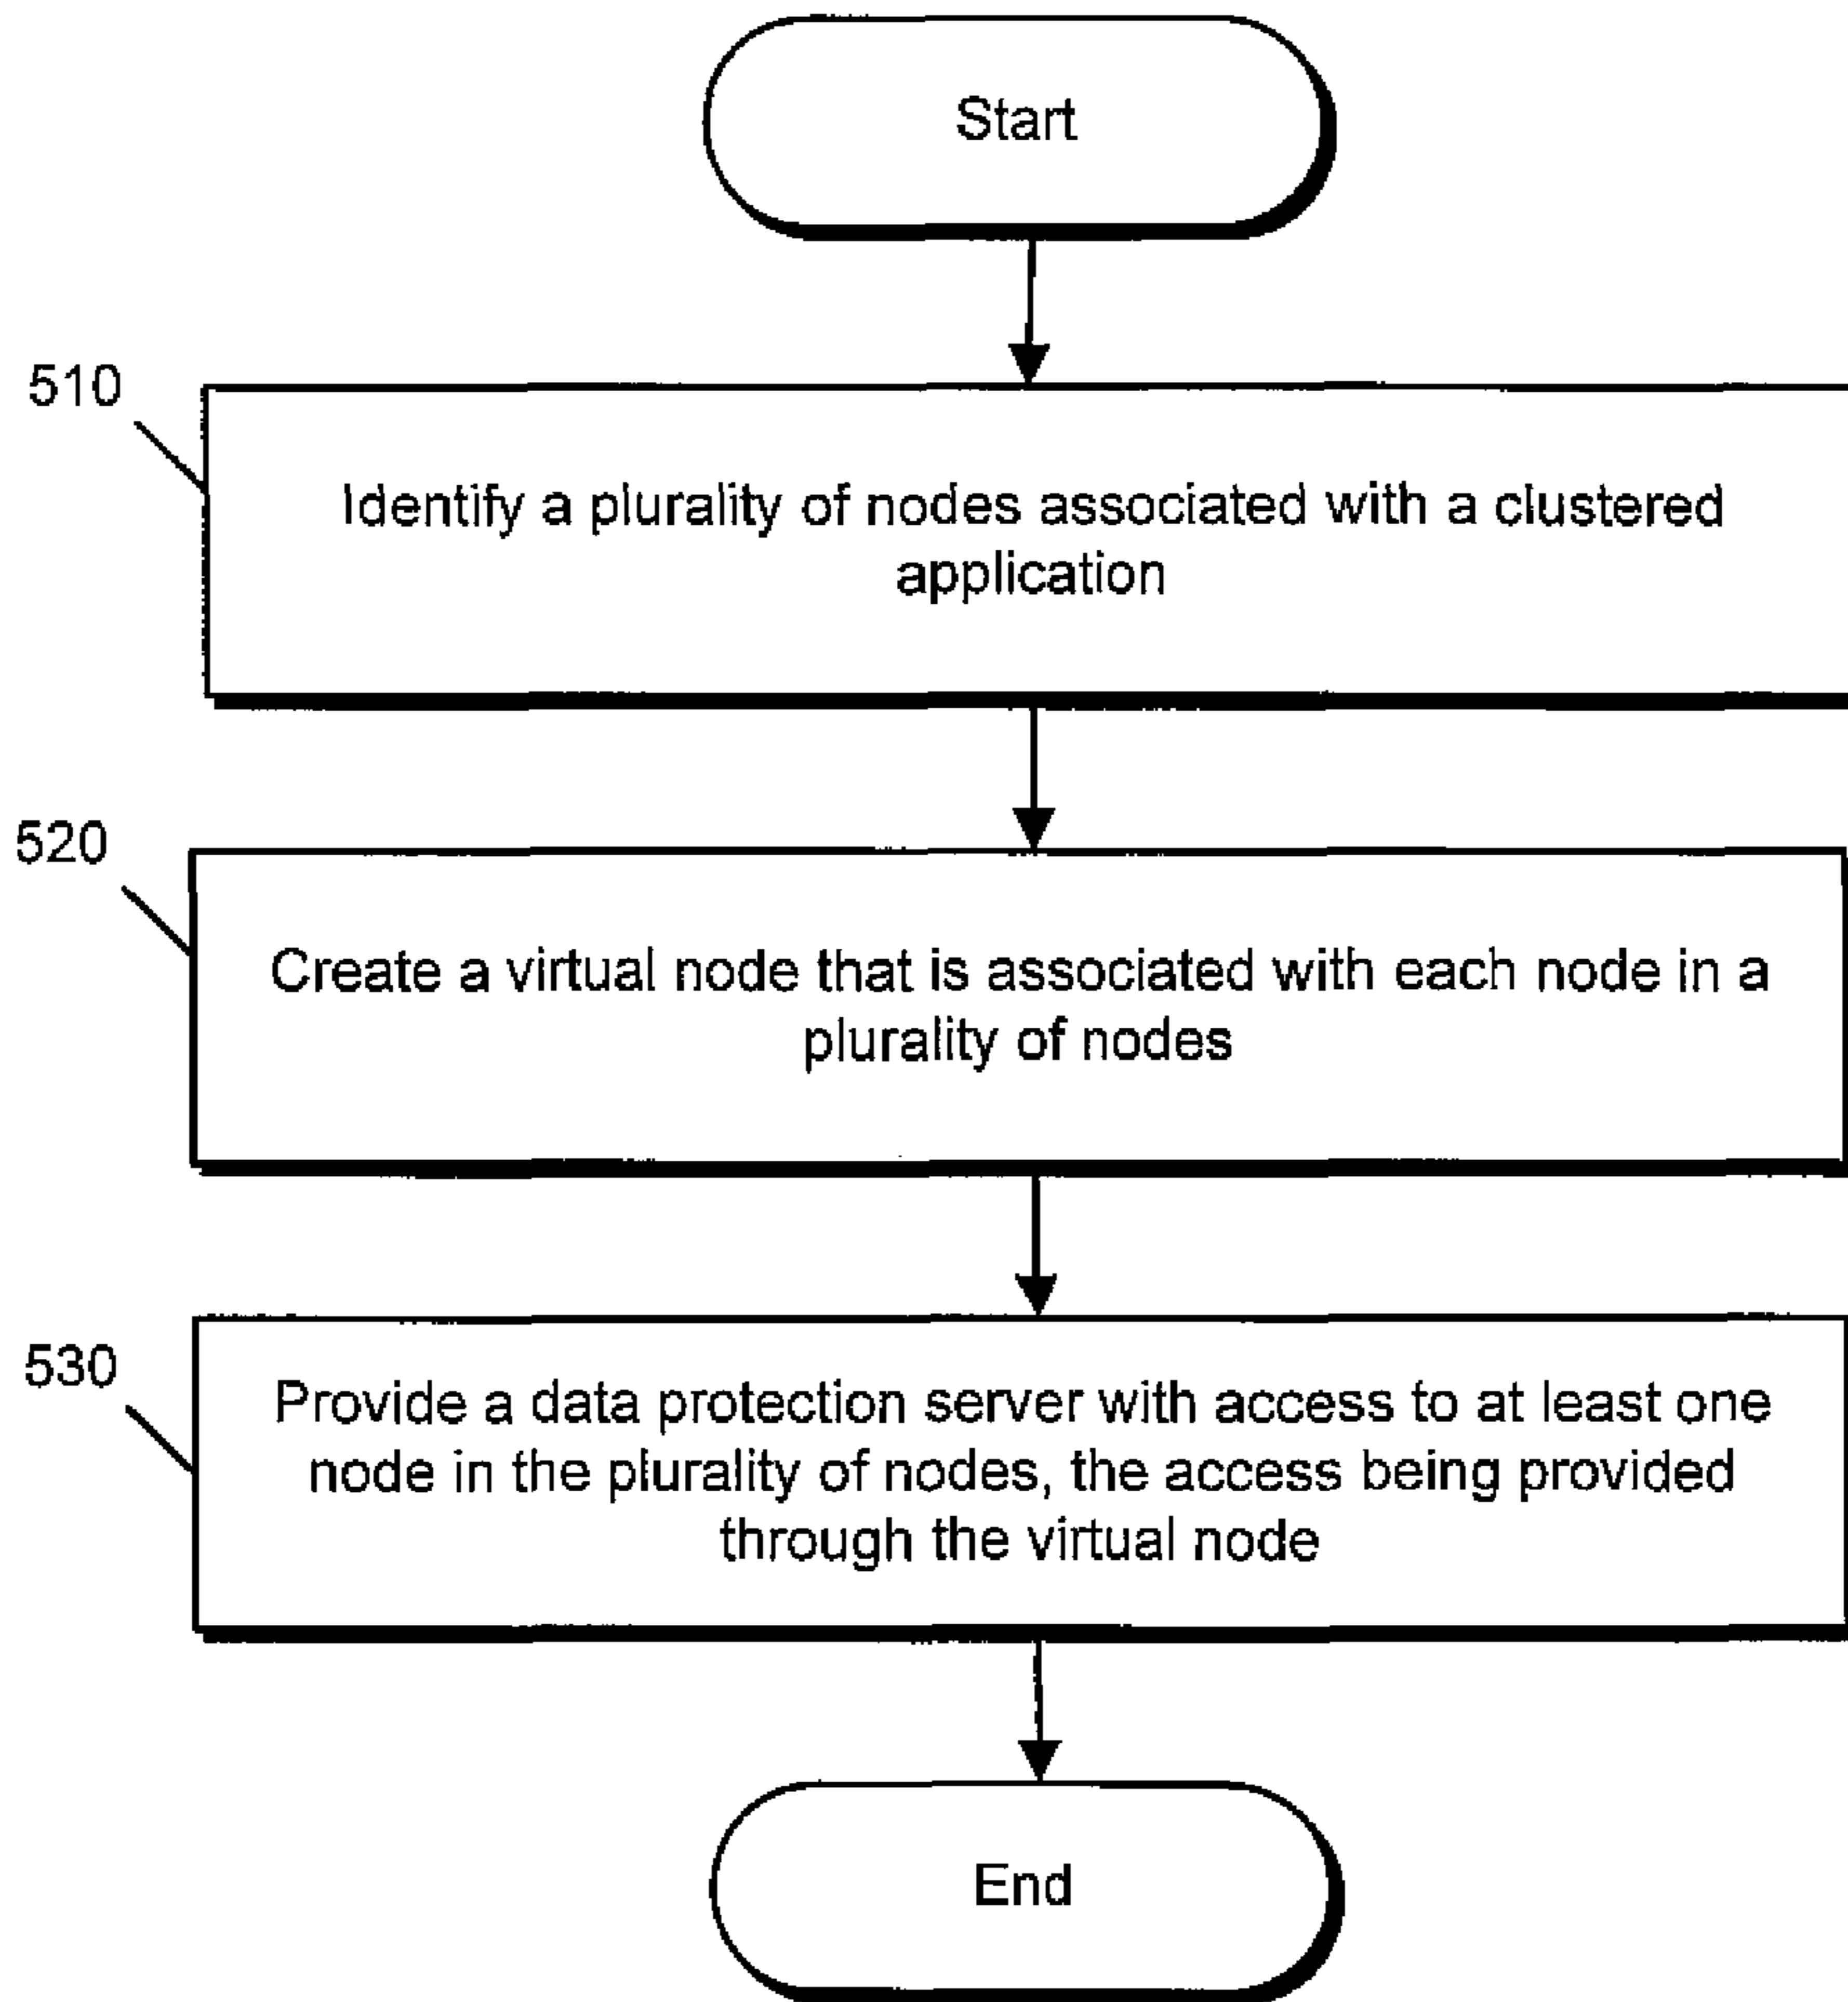 Start
510
Identify a plurality of nodes associated with a clustered
application
520
Create a virtual node that is associated with each node in a
plurality of nodes
530
Provide a data protection server with access to at least one
node in the plurality of nodes, the access being provided
through the virtual node
End